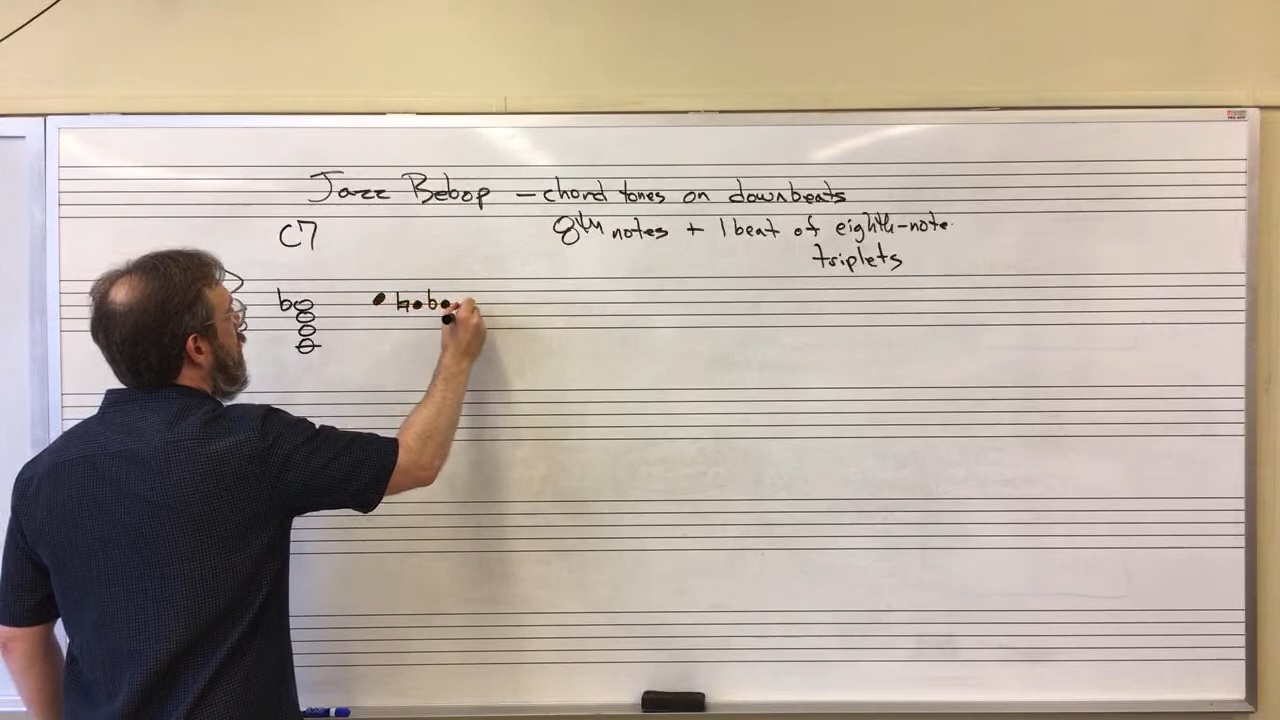 Jazz Bebop – chord tones on downbeats
C7
8th notes + 1 beat of eighth-note
triplets